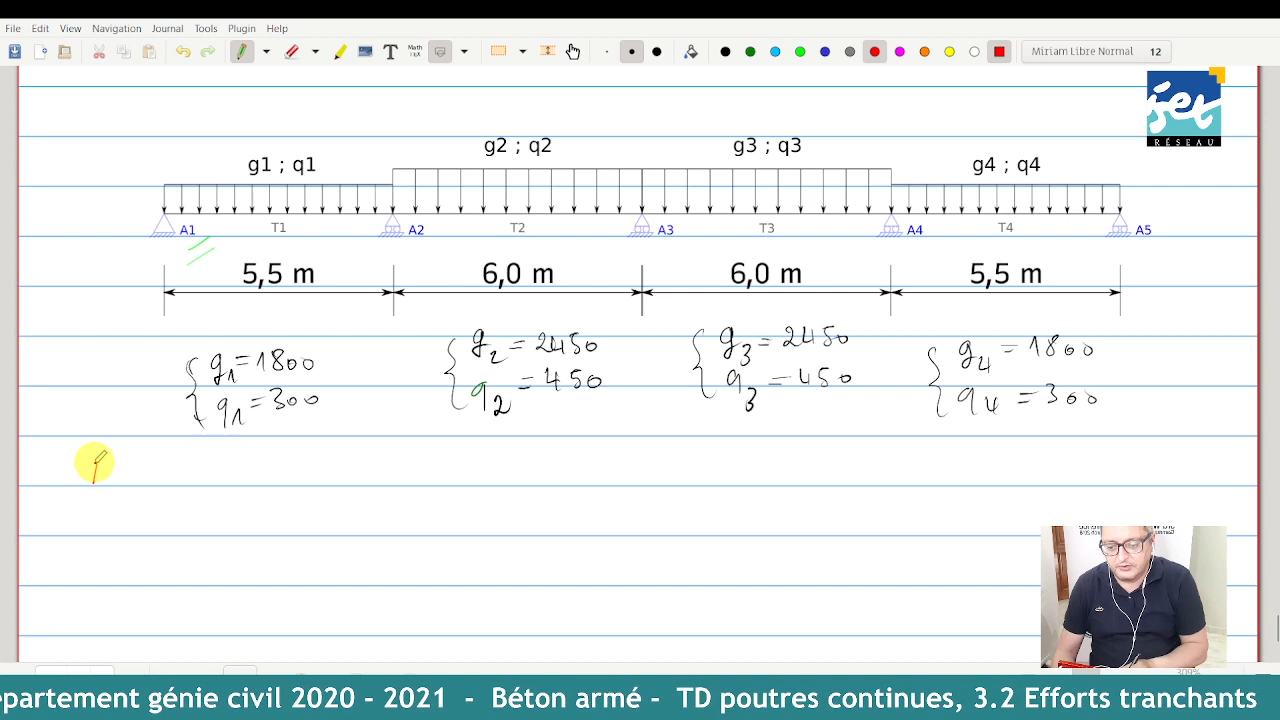 File Edit View Navigation Journal Tools Plugin Help
Miriam Libre Normal 12
iset
RÉSEAU
g1 ; q1
g2 ; q2
g3 ; q3
g4 ; q4
A1 T1 A2 T2 A3 T3 A4 T4 A5
5,5 m 6,0 m 6,0 m 5,5 m
g1 = 1800
q1 = 300
g2 = 2450
q2 = 450
g3 = 2450
q3 = 450
g4 = 1800
q4 = 300
309%
epartement génie civil 2020 - 2021 - Béton armé - TD poutres continues, 3.2 Efforts tranchants